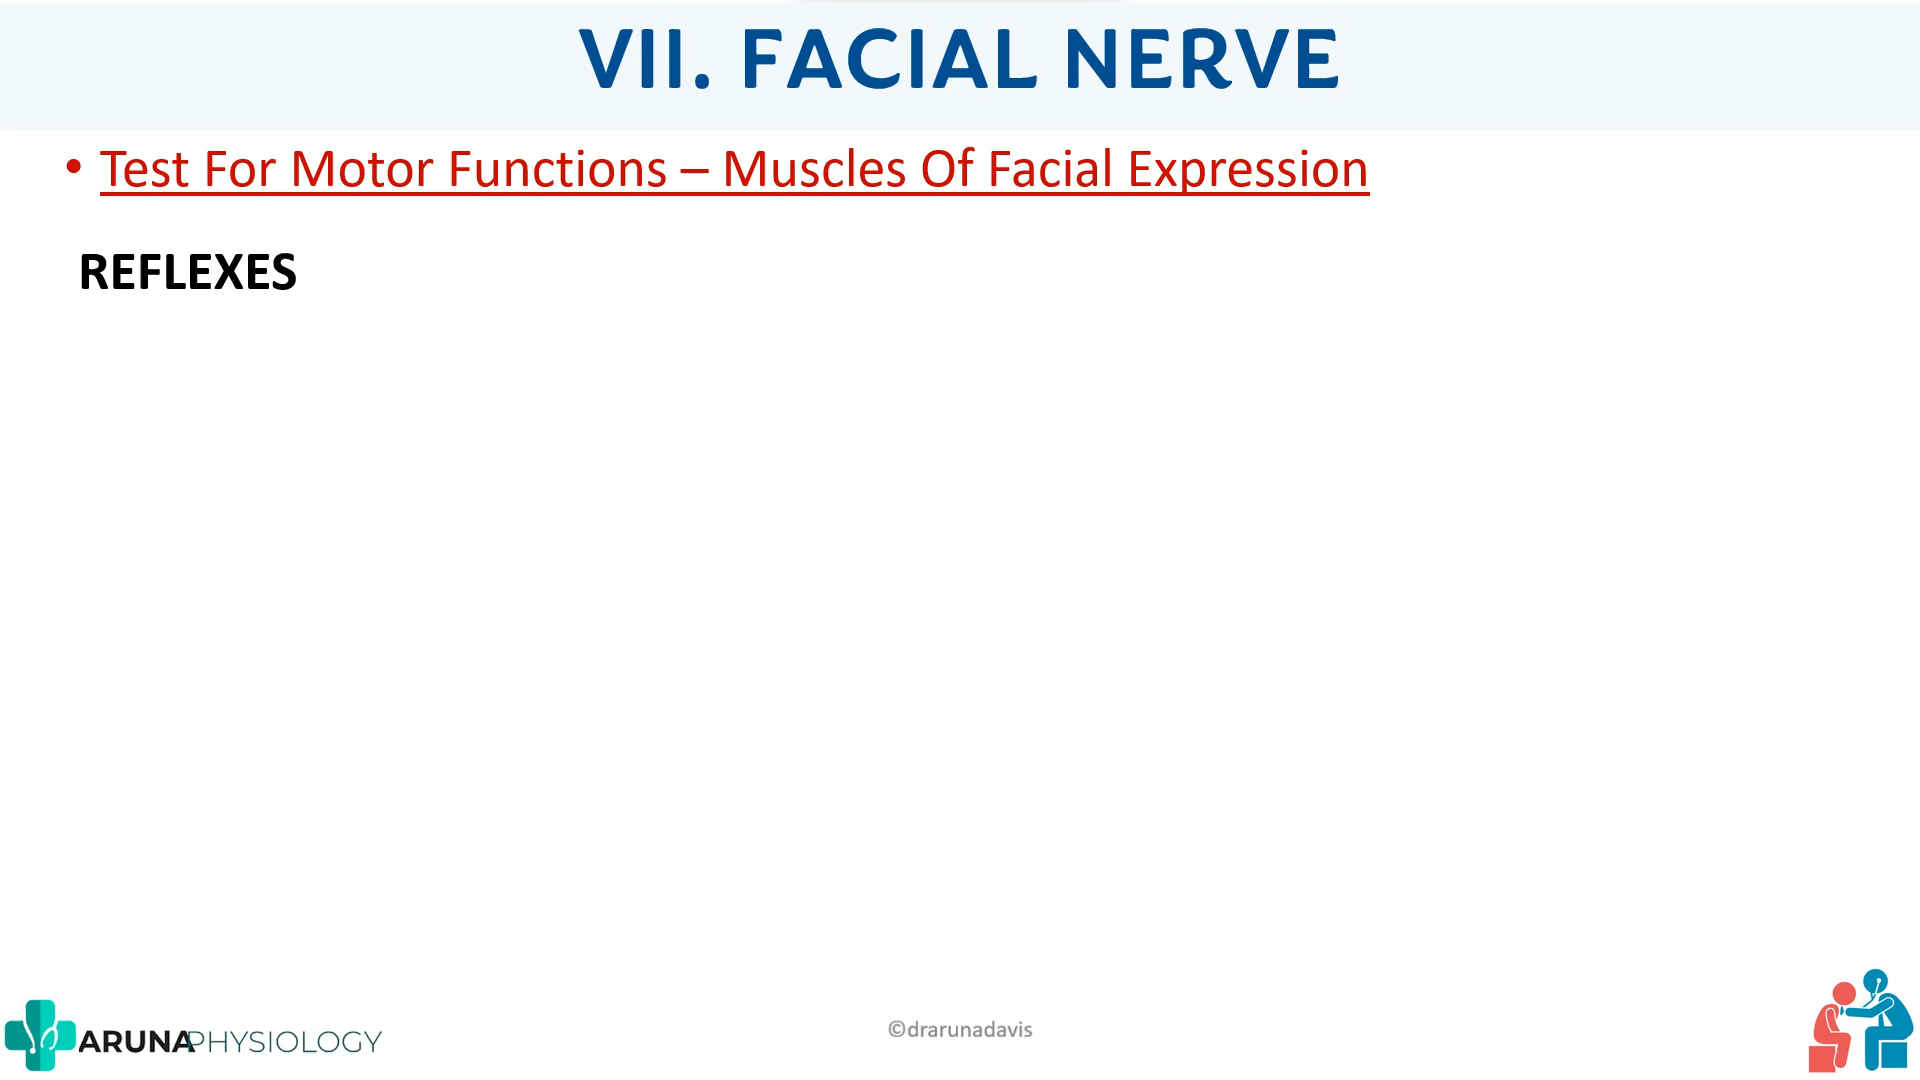 VII. FACIAL NERVE
• Test For Motor Functions – Muscles Of Facial Expression
REFLEXES
ARUNAPHYSIOLOGY
©drarunadavis